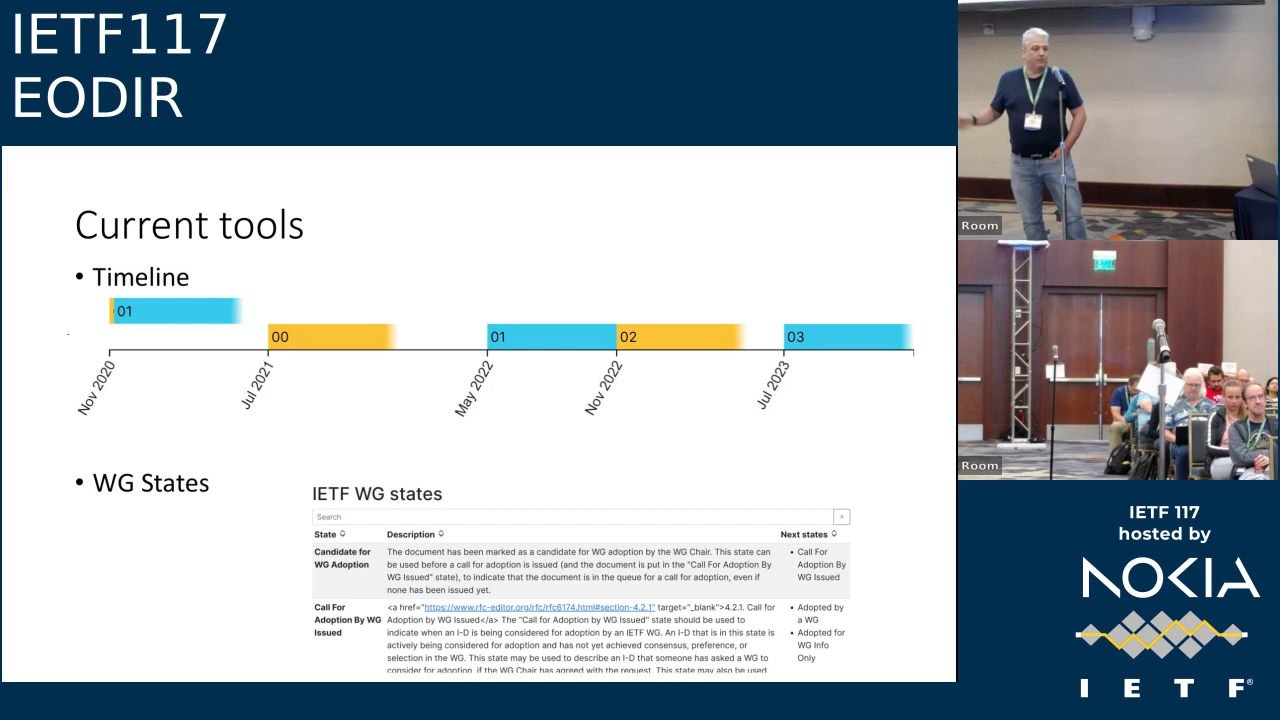 IETF117
EODIR
Current tools
• Timeline
01
00
01
02
03
Nov 2020
Jul 2021
May 2022
Nov 2022
Jul 2023
• WG States
IETF WG states
Search
×
State
Description
Next states
Candidate for
WG Adoption
The document has been marked as a candidate for WG adoption by the WG Chair. This state can
be used before a call for adoption is issued (and the document is put in the "Call For Adoption By
WG Issued" state), to indicate that the document is in the queue for a call for adoption, even if
none has been issued yet.
• Call For
Adoption By
WG Issued
Call For
Adoption By WG
Issued
<a href="https://www.rfc-editor.org/rfc/rfc6174.html#section-4.2.1" target="_blank">4.2.1. Call for
Adoption by WG Issued</a> The "Call for Adoption by WG Issued" state should be used to
indicate when an I-D is being considered for adoption by an IETF WG. An I-D that is in this state is
actively being considered for adoption and has not yet achieved consensus, preference, or
selection in the WG. This state may be used to describe an I-D that someone has asked a WG to
consider for adoption, if the WG Chair has agreed with the request. This state may also be used
• Adopted by
a WG
• Adopted for
WG Info
Only
Room
Room
IETF 117
hosted by
NOKIA
I E T F®